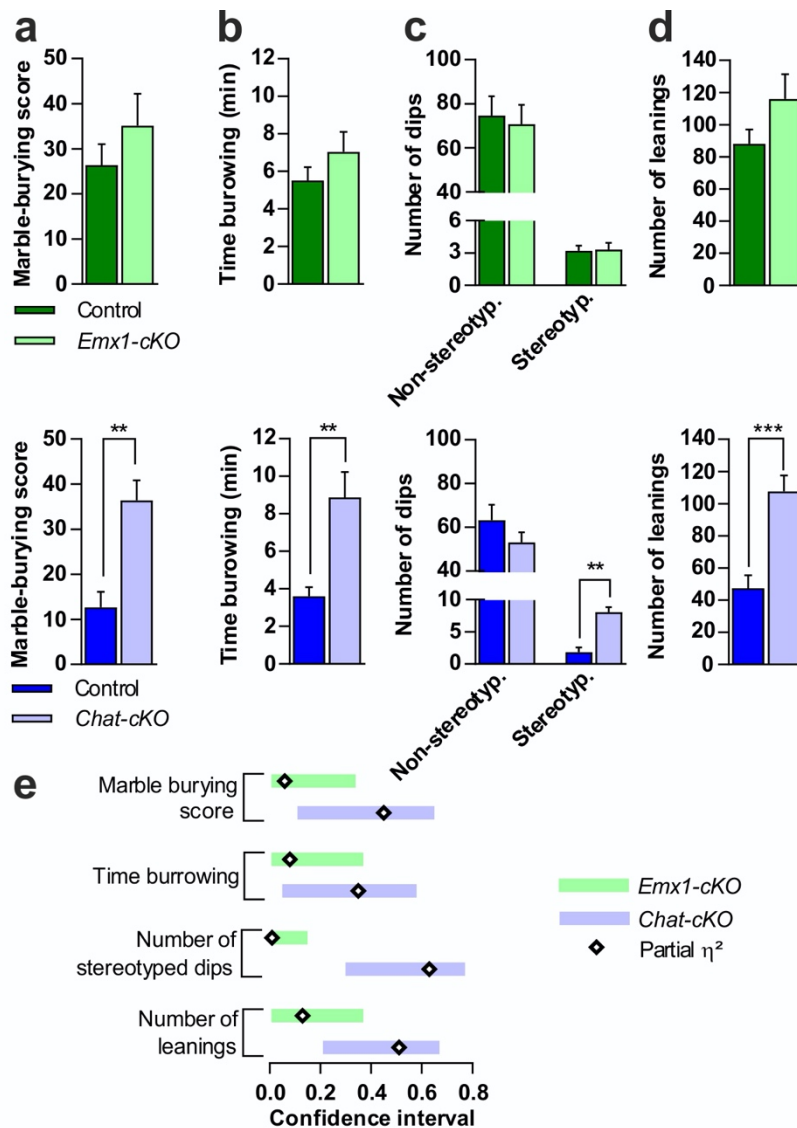 a
b
c
d
Marble-burying score
50
40
30
20
10
0
Time burowing (min)
12
10
8
6
4
2
0
Number of dips
100
80
60
40
6
3
0
Non-stereotyp.
Stereotyp.
Number of leanings
140
120
100
80
60
40
20
0
Control
Emx1-cKO
Marble-burying score
50
40
30
20
10
0
**
Time burowing (min)
12
10
8
6
4
2
0
**
Number of dips
100
80
60
40
10
5
0
**
Non-stereotyp.
Stereotyp.
Number of leanings
140
120
100
80
60
40
20
0
***
Control
Chat-cKO
e
Marble burying
score
Time burrowing
Number of
stereotyped dips
Number of
leanings
0.0 0.2 0.4 0.6 0.8
Confidence interval
Emx1-cKO
Chat-cKO
Partial η²